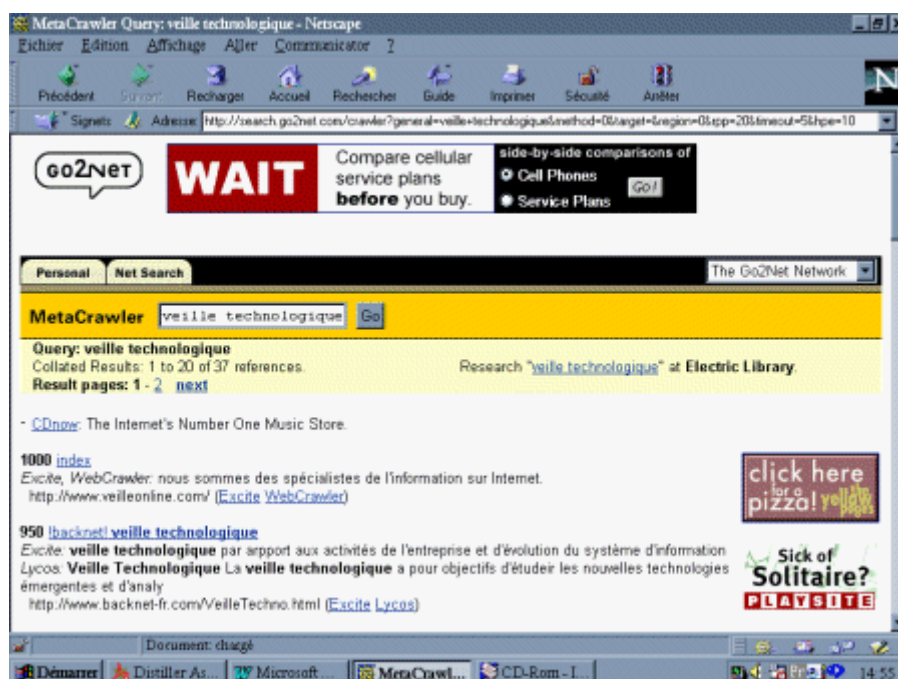 MetaCrawler Query: veille technologique - Netscape
Fichier Edition Affichage Aller Communicator ?
Précédent Suivant Recharger Accueil Rechercher Guide Imprimer Sécurité Arrêter
N
Signets Adresse http://search.go2net.com/crawler?general=veille+technologique&method=0&target=&region=0&rpp=20&timeout=5&hpe=10
GO2NET
WAIT
Compare cellular
service plans
before you buy.
side-by-side comparisons of
Cell Phones
Service Plans
Go!
Personal Net Search The Go2Net Network
MetaCrawler veille technologique Go
Query: veille technologique
Collated Results: 1 to 20 of 37 references. Research "veille technologique" at Electric Library.
Result pages: 1 - 2 next
- CDnow: The Internet's Number One Music Store.
1000 index
Excite, WebCrawler: nous sommes des spécialistes de l'information sur Internet.
http://www.veilleonline.com/ (Excite WebCrawler)
click here
for a
pizza! yellow
pages
950 !backnet! veille technologique
Excite: veille technologique par arpport aux activités de l'entreprise et d'évolution du système d'information
Lycos: Veille Technologique La veille technologique a pour objectifs d'étudeir les nouvelles technologies
émergentes et d'analy
http://www.backnet-fr.com/VeilleTechno.html (Excite Lycos)
Sick of
Solitaire?
PLAYSITE
Document: chargé
Démarrer Distiller As... Microsoft ... MetaCrawl... CD-Rom - I... 14:55